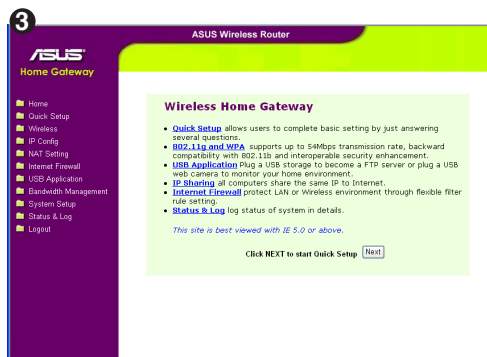 3
ASUS Wireless Router
ASUS
Home Gateway
Home
Quick Setup
Wireless
IP Config
NAT Setting
Internet Firewall
USB Application
Bandwidth Management
System Setup
Status & Log
Logout
Wireless Home Gateway
• Quick Setup allows users to complete basic setting by just answering
several questions.
• 802.11g and WPA supports up to 54Mbps transmission rate, backward
compatibility with 802.11b and interoperable security enhancement.
• USB Application Plug a USB storage to become a FTP server or plug a USB
web camera to monitor your home environment.
• IP Sharing all computers share the same IP to Internet.
• Internet Firewall protect LAN or Wireless environment through flexible filter
rule setting.
• Status & Log log status of system in details.
This site is best viewed with IE 5.0 or above.
Click NEXT to start Quick Setup Next